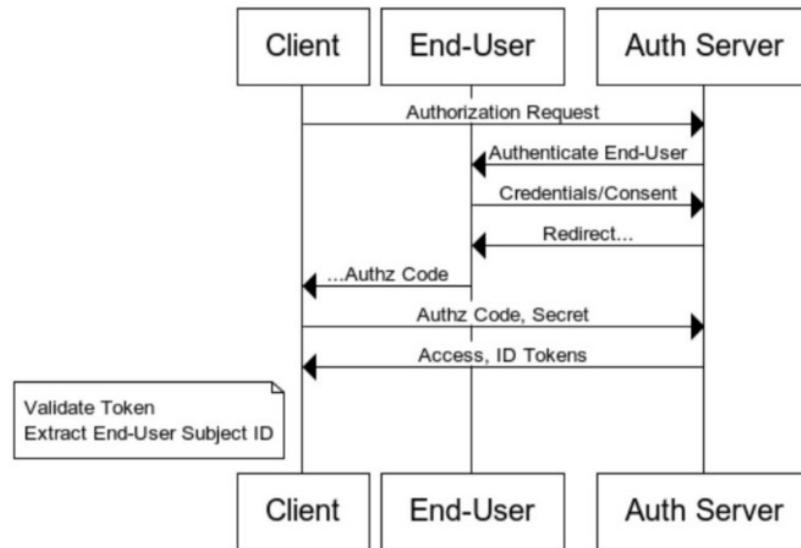 Client
End-User
Auth Server
Authorization Request
Authenticate End-User
Credentials/Consent
Redirect...
...Authz Code
Authz Code, Secret
Access, ID Tokens
Validate Token
Extract End-User Subject ID
Client
End-User
Auth Server